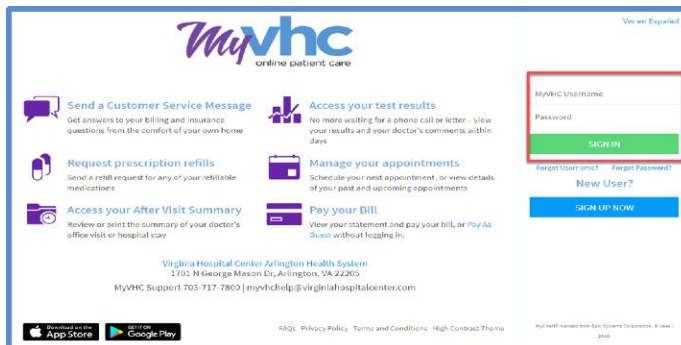 Myvhc
online patient care
Send a Customer Service Message
Get answers to your billing and insurance
questions from the comfort of your own home
Access your test results
No more waiting for a phone call or letter – view
your results and your doctor's comments within
days
Request prescription refills
Send a refill request for any of your refillable
medications
Manage your appointments
Schedule your next appointment, or view details
of your past and upcoming appointments
Access your After Visit Summary
Review or print the summary of your doctor's
office visit or hospital stay
Pay your Bill
View your statement and pay your bill, or Pay As
Guest without logging in.
Virginia Hospital Center Arlington Health System
1701 N George Mason Dr, Arlington, VA 22205
MyVHC Support 703-717-7800 | myvhchelp@virginiahospitalcenter.com
Download on the
App Store
GET IT ON
Google Play
FAQs Privacy Policy Terms and Conditions High Contrast Theme
Ver en Español
MyVHC Username
Password
SIGN IN
Forgot Username? Forgot Password?
New User?
SIGN UP NOW
MyChart® licensed from Epic Systems Corporation,